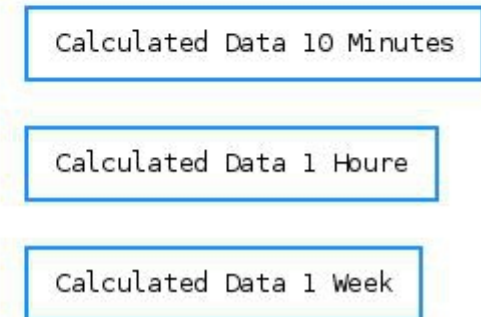 Calculated Data 10 Minutes
Calculated Data 1 Houre
Calculated Data 1 Week